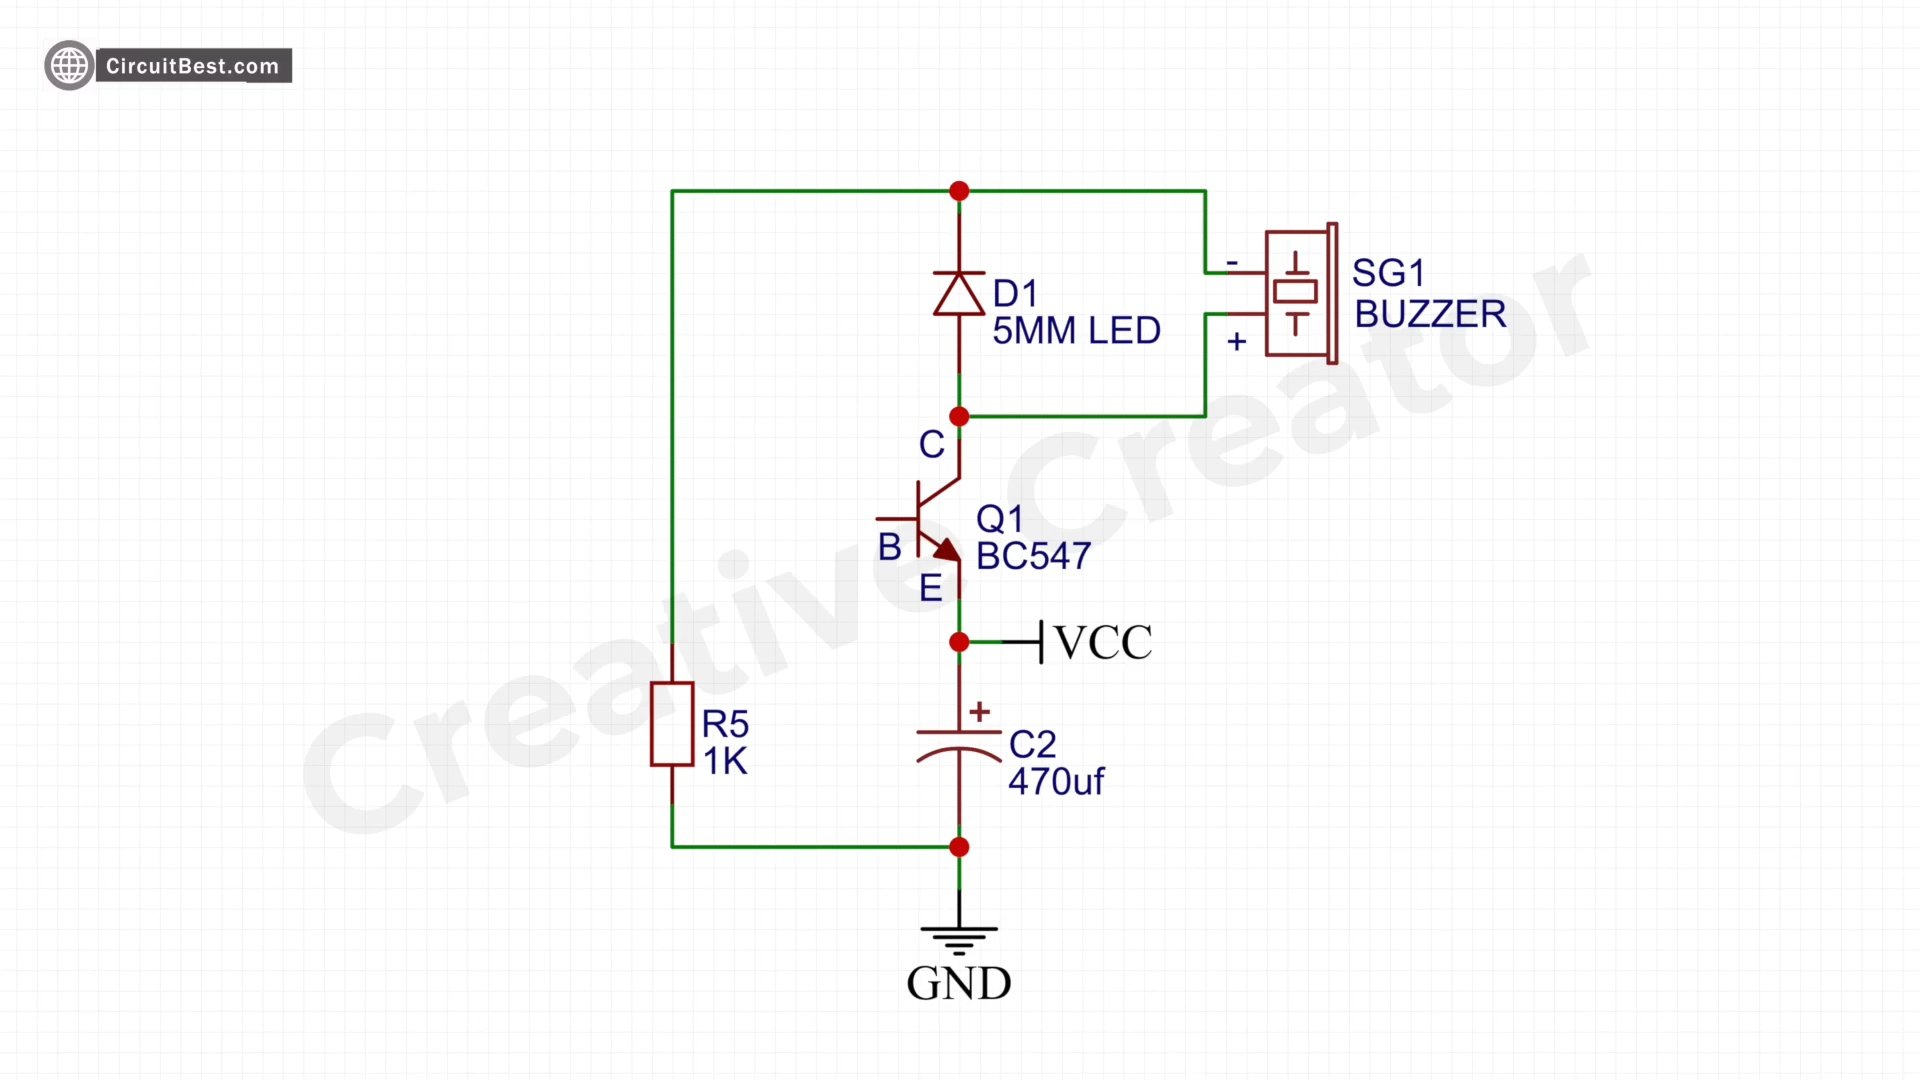 CircuitBest.com
-
SG1
BUZZER
+
D1
5MM LED
C
Q1
BC547
B
E
VCC
+
R5
1K
C2
470uf
GND
Creative Creator